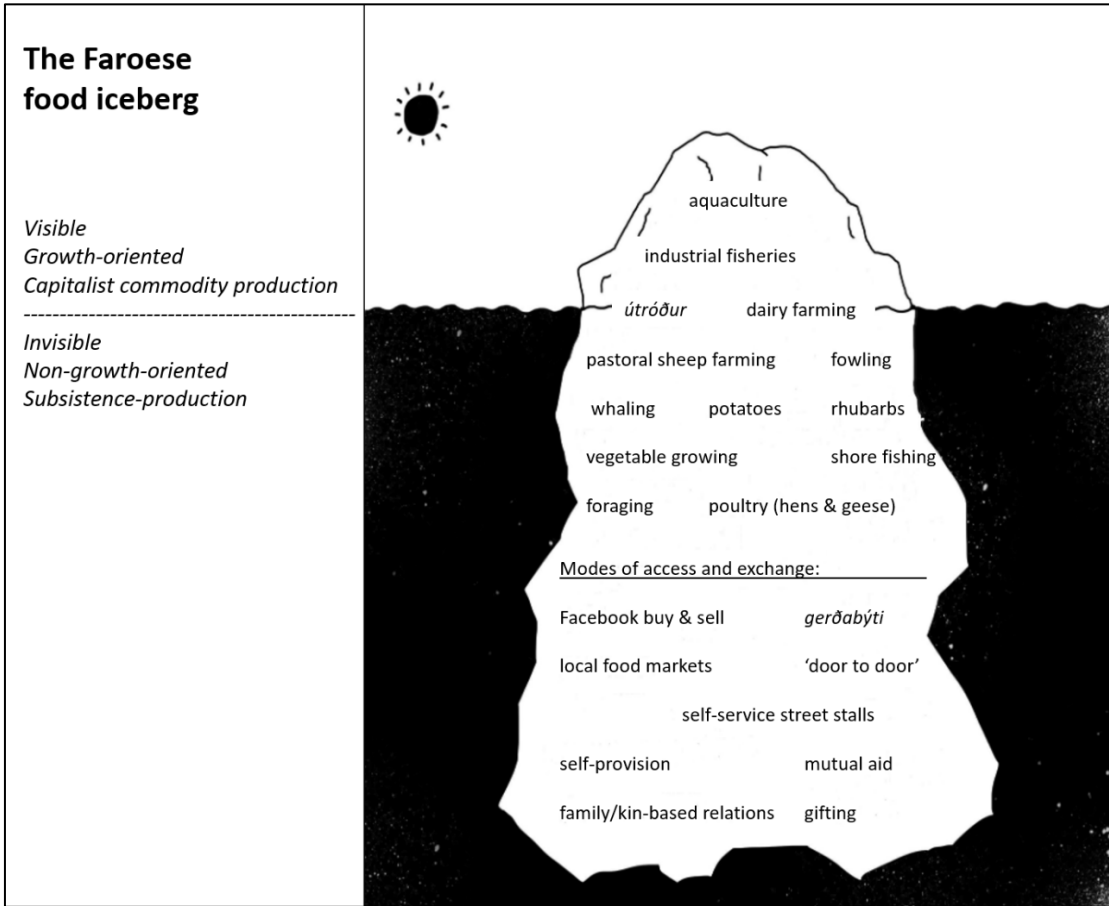 The Faroese
food iceberg
Visible
Growth-oriented
Capitalist commodity production
----------------------------------------------
Invisible
Non-growth-oriented
Subsistence-production
aquaculture
industrial fisheries
útróður dairy farming
pastoral sheep farming fowling
whaling potatoes rhubarbs
vegetable growing shore fishing
foraging poultry (hens & geese)
Modes of access and exchange:
Facebook buy & sell gerðabýti
local food markets ‘door to door’
self-service street stalls
self-provision mutual aid
family/kin-based relations gifting